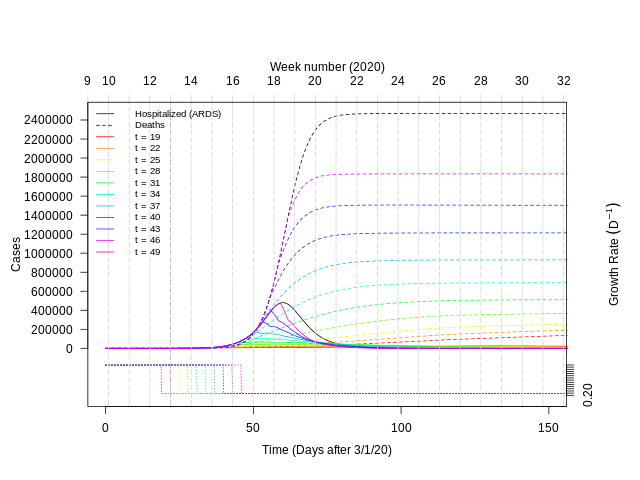 Week number (2020)
9 10 12 14 16 18 20 22 24 26 28 30 32
Hospitalized (ARDS)
Deaths
t = 19
t = 22
t = 25
t = 28
t = 31
t = 34
t = 37
t = 40
t = 43
t = 46
t = 49
2400000
2200000
2000000
1800000
1600000
1400000
1200000
1000000
800000
600000
400000
200000
0
Cases
Growth Rate (D⁻¹)
0.20
0 50 100 150
Time (Days after 3/1/20)